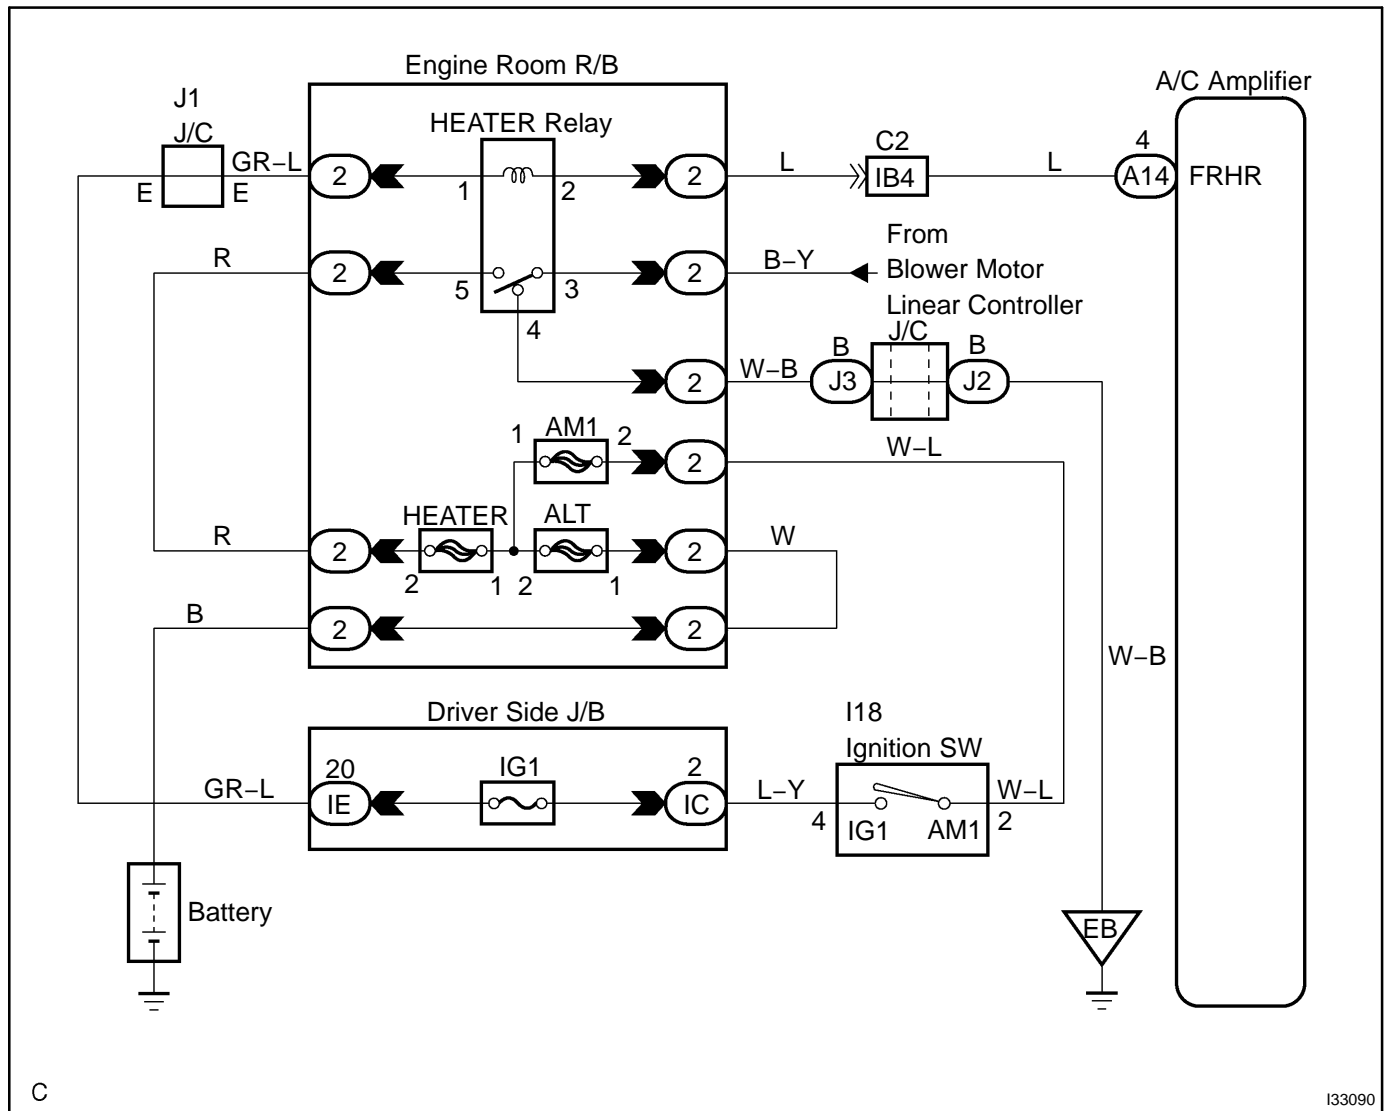 Engine Room R/B
A/C Amplifier
J1
J/C
HEATER Relay
GR–L
E
E
2
1
2
2
L
C2
IB4
L
4
A14
FRHR
R
2
5
3
4
2
B–Y
From
Blower Motor
Linear Controller
2
W–B
B
J3
J/C
B
J2
1
AM1
2
2
W–L
R
2
HEATER
2
1
ALT
2
1
2
W
B
2
2
W–B
Driver Side J/B
I18
Ignition SW
GR–L
20
IE
IG1
2
IC
L–Y
4
IG1
AM1
2
W–L
Battery
EB
C
I33090